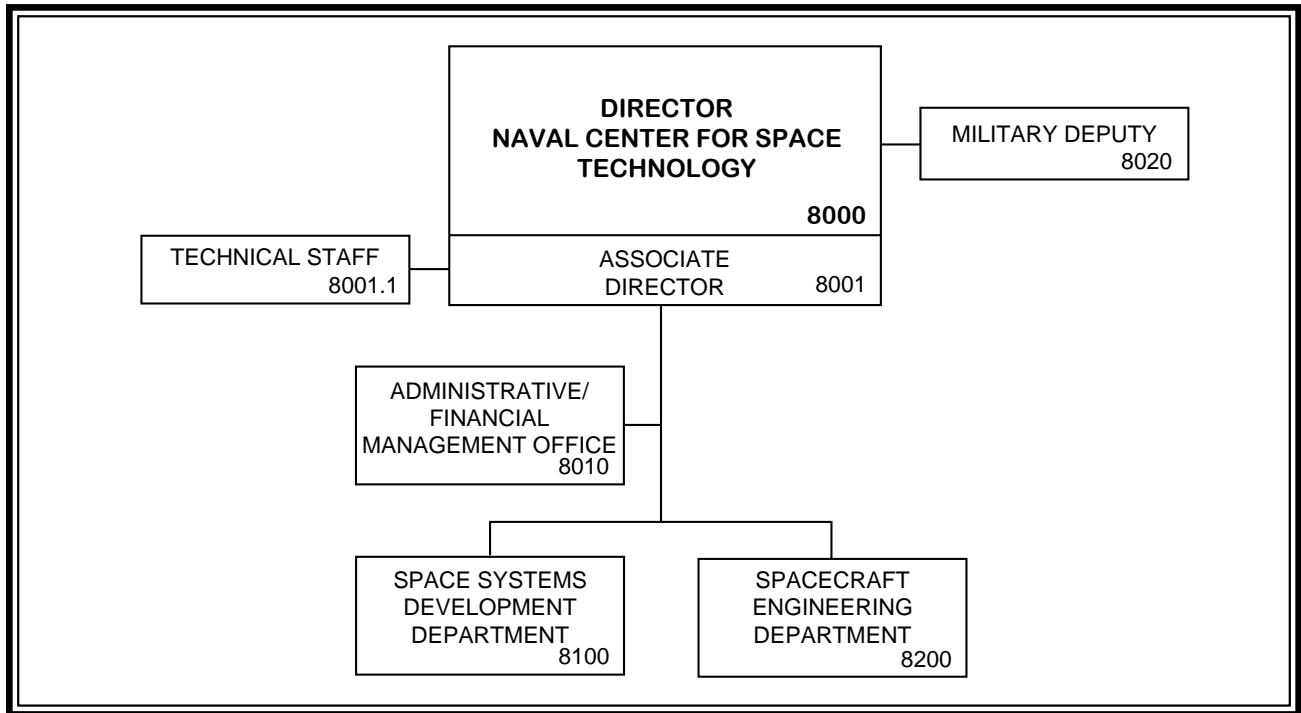 DIRECTOR
NAVAL CENTER FOR SPACE
TECHNOLOGY
8000
MILITARY DEPUTY
8020
TECHNICAL STAFF
8001.1
ASSOCIATE
DIRECTOR
8001
ADMINISTRATIVE/
FINANCIAL
MANAGEMENT OFFICE
8010
SPACE SYSTEMS
DEVELOPMENT
DEPARTMENT
8100
SPACECRAFT
ENGINEERING
DEPARTMENT
8200